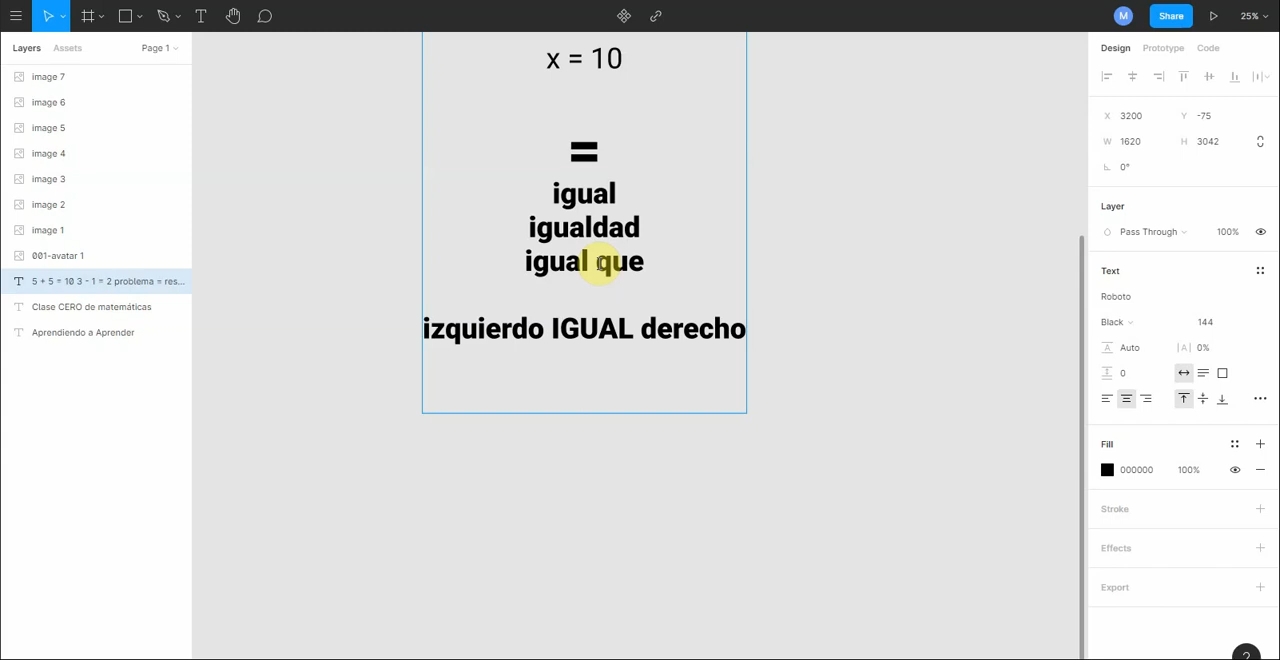 Share
25%
Layers
Assets
Page 1
Design
Prototype
Code
image 7
image 6
image 5
image 4
image 3
image 2
image 1
001-avatar 1
5 + 5 = 10 3 - 1 = 2 problema = res...
Clase CERO de matemáticas
Aprendiendo a Aprender
x = 10
=
igual
igualdad
igual que
izquierdo IGUAL derecho
M
X 3200
Y -75
W 1620
H 3042
0°
Layer
Pass Through
100%
Text
Roboto
Black
144
A Auto
|A| 0%
0
Fill
000000
100%
Stroke
Effects
Export
?